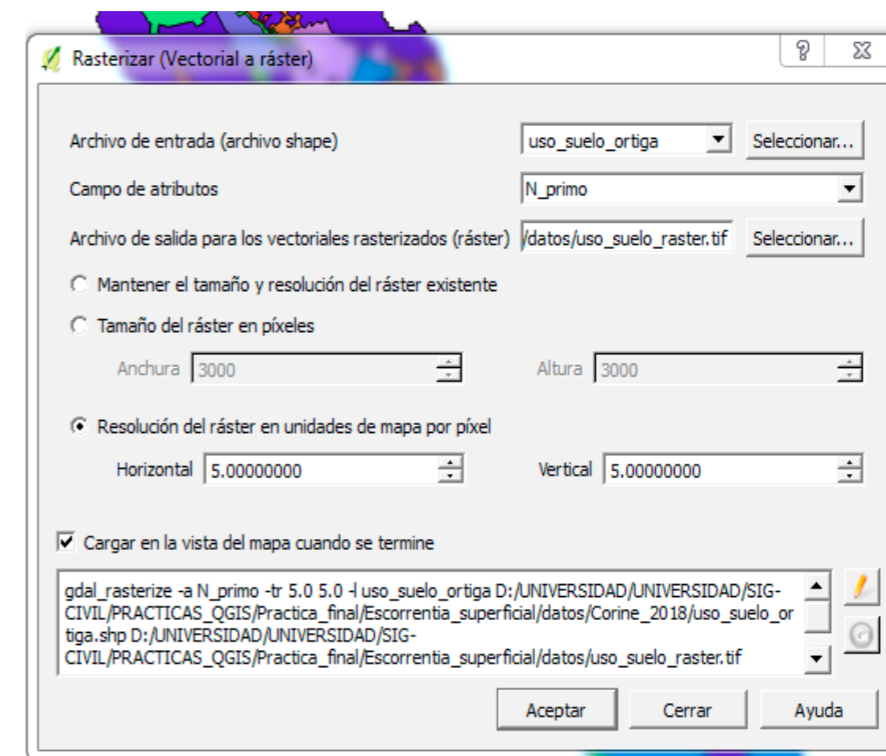 Rasterizar (Vectorial a ráster)
Archivo de entrada (archivo shape) uso_suelo_ortiga Seleccionar...
Campo de atributos N_primo
Archivo de salida para los vectoriales rasterizados (ráster) /datos/uso_suelo_raster.tif Seleccionar...
Mantener el tamaño y resolución del ráster existente
Tamaño del ráster en píxeles
Anchura 3000 Altura 3000
Resolución del ráster en unidades de mapa por píxel
Horizontal 5.00000000 Vertical 5.00000000
Cargar en la vista del mapa cuando se termine
gdal_rasterize -a N_primo -tr 5.0 5.0 -l uso_suelo_ortiga D:/UNIVERSIDAD/UNIVERSIDAD/SIG-
CIVIL/PRACTICAS_QGIS/Practica_final/Escorrentia_superficial/datos/Corine_2018/uso_suelo_or
tiga.shp D:/UNIVERSIDAD/UNIVERSIDAD/SIG-
CIVIL/PRACTICAS_QGIS/Practica_final/Escorrentia_superficial/datos/uso_suelo_raster.tif
Aceptar Cerrar Ayuda